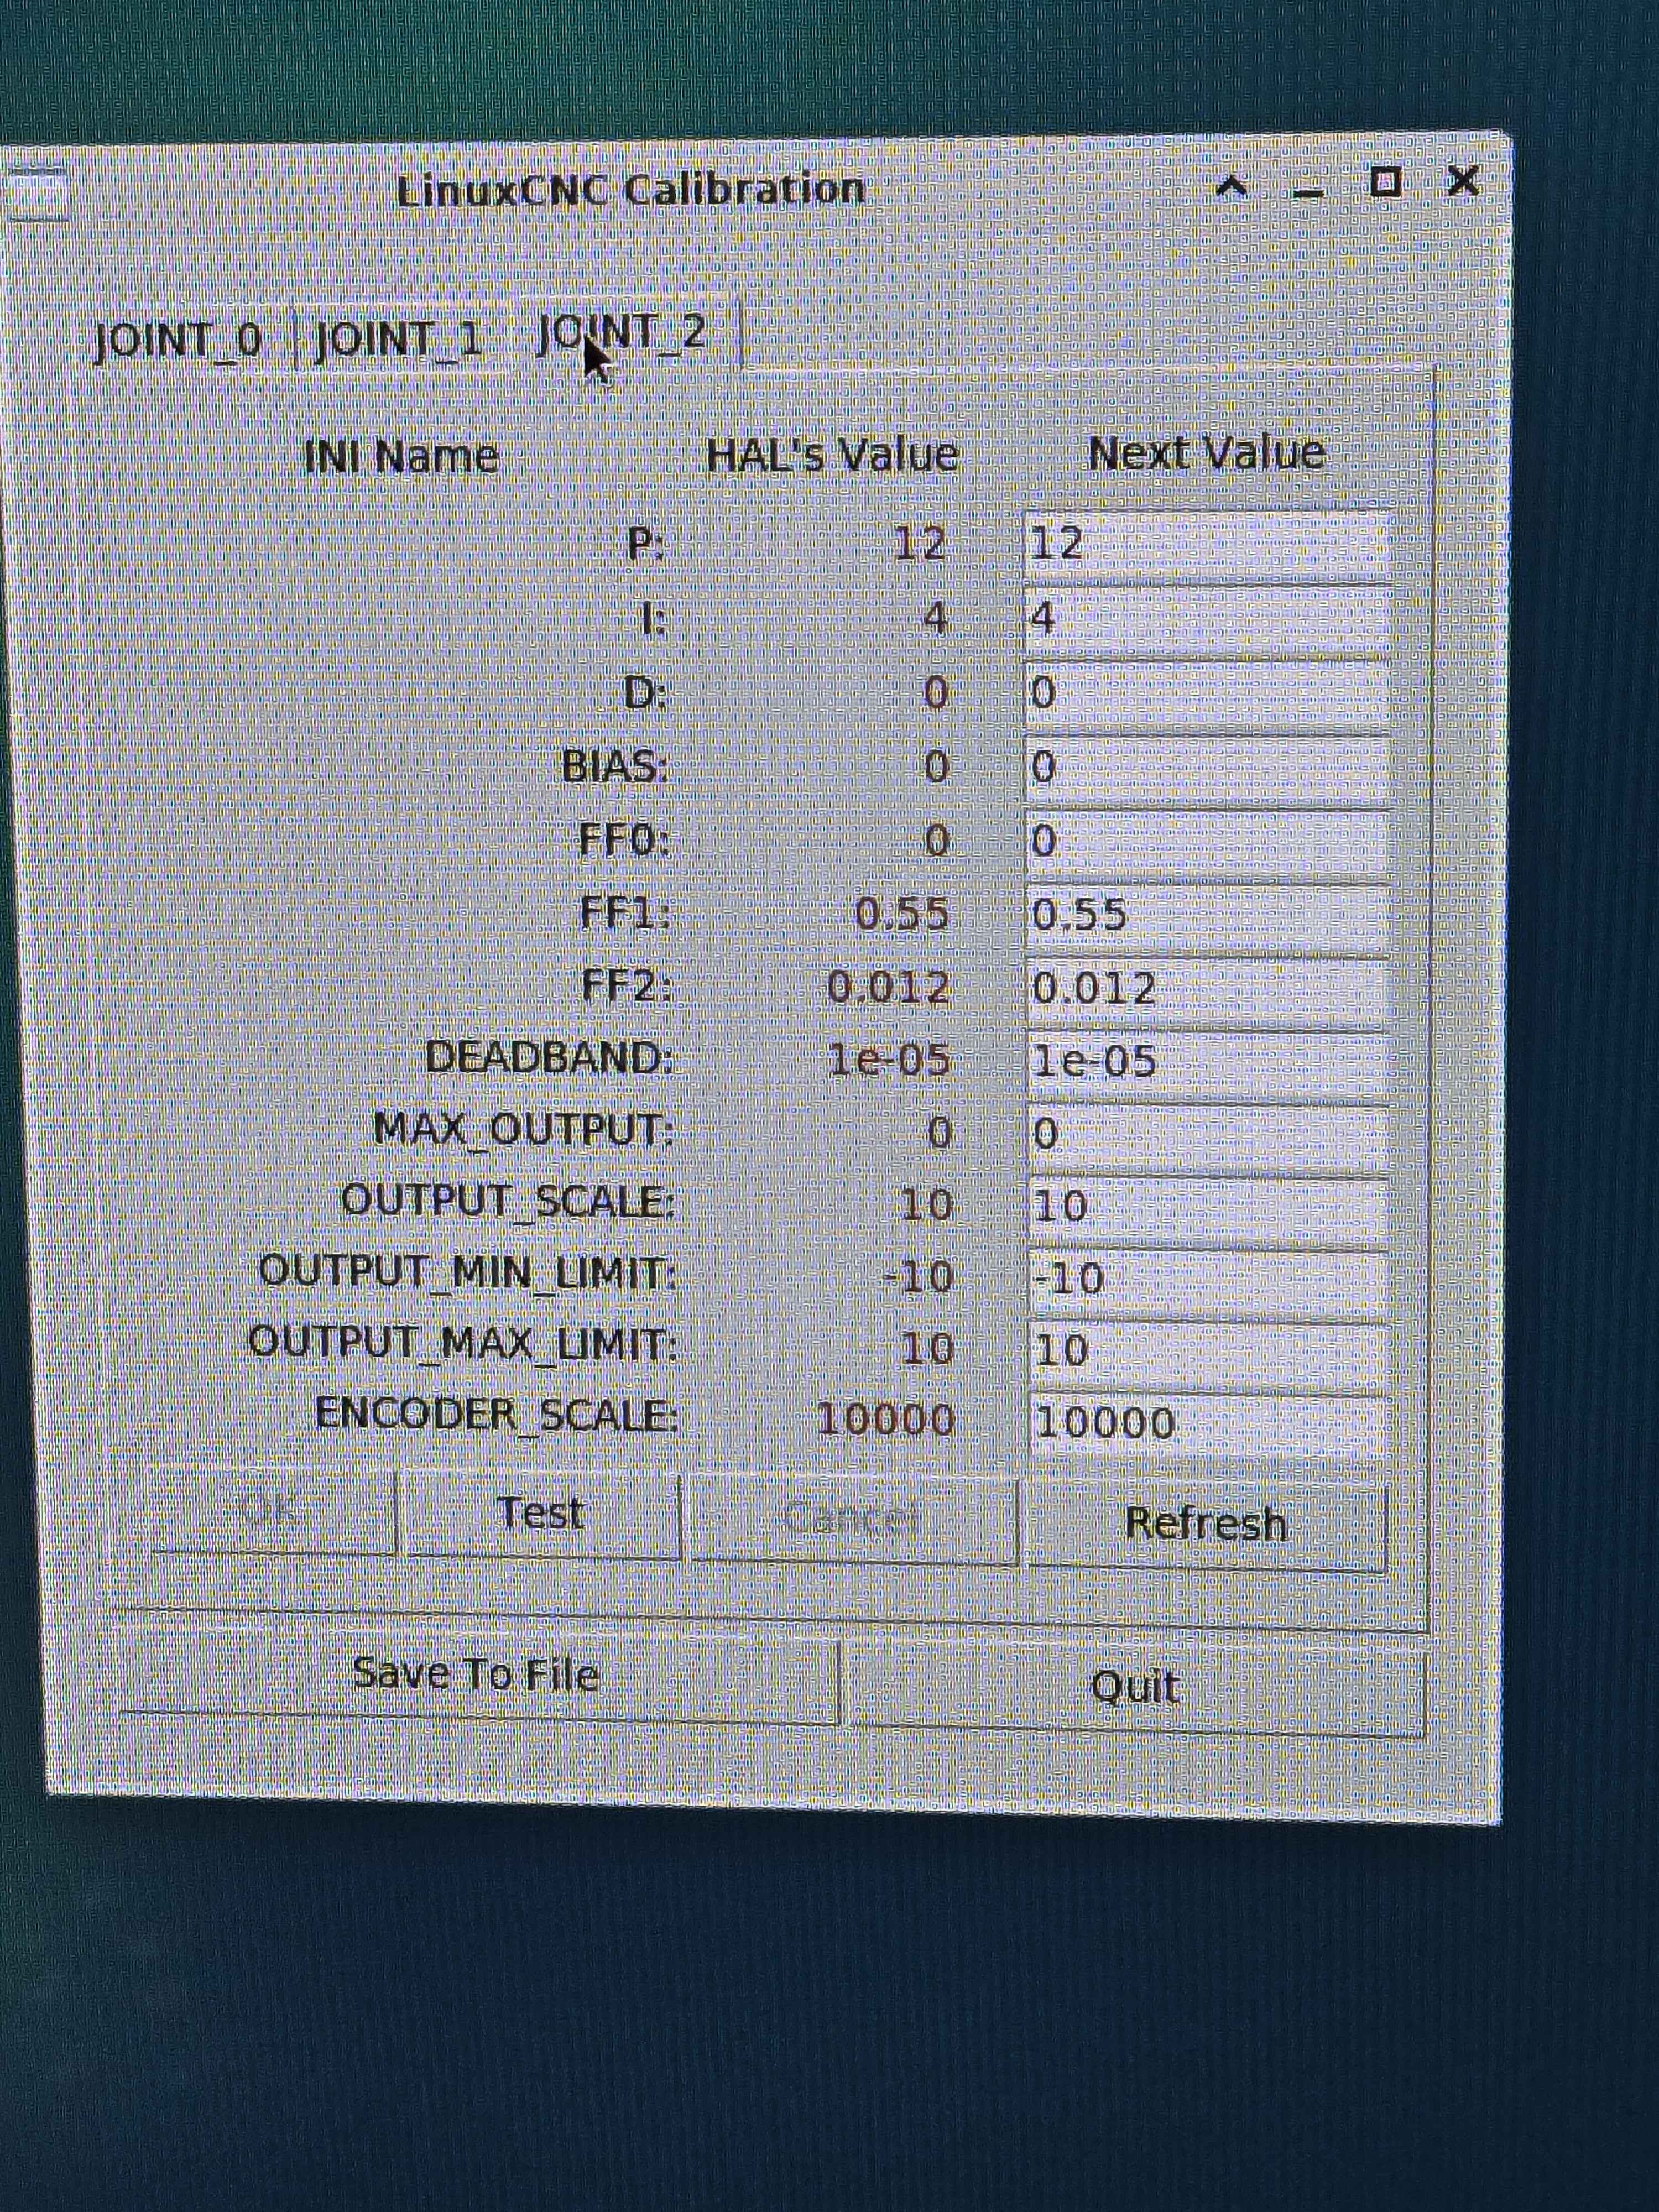 LinuxCNC Calibration
JOINT_0 JOINT_1 JOINT_2
INI Name HAL's Value Next Value
P: 12 12
I: 4 4
D: 0 0
BIAS: 0 0
FF0: 0 0
FF1: 0.55 0.55
FF2: 0.012 0.012
DEADBAND: 1e-05 1e-05
MAX_OUTPUT: 0 0
OUTPUT_SCALE: 10 10
OUTPUT_MIN_LIMIT: -10 -10
OUTPUT_MAX_LIMIT: 10 10
ENCODER_SCALE: 10000 10000
OK Test Cancel Refresh
Save To File Quit